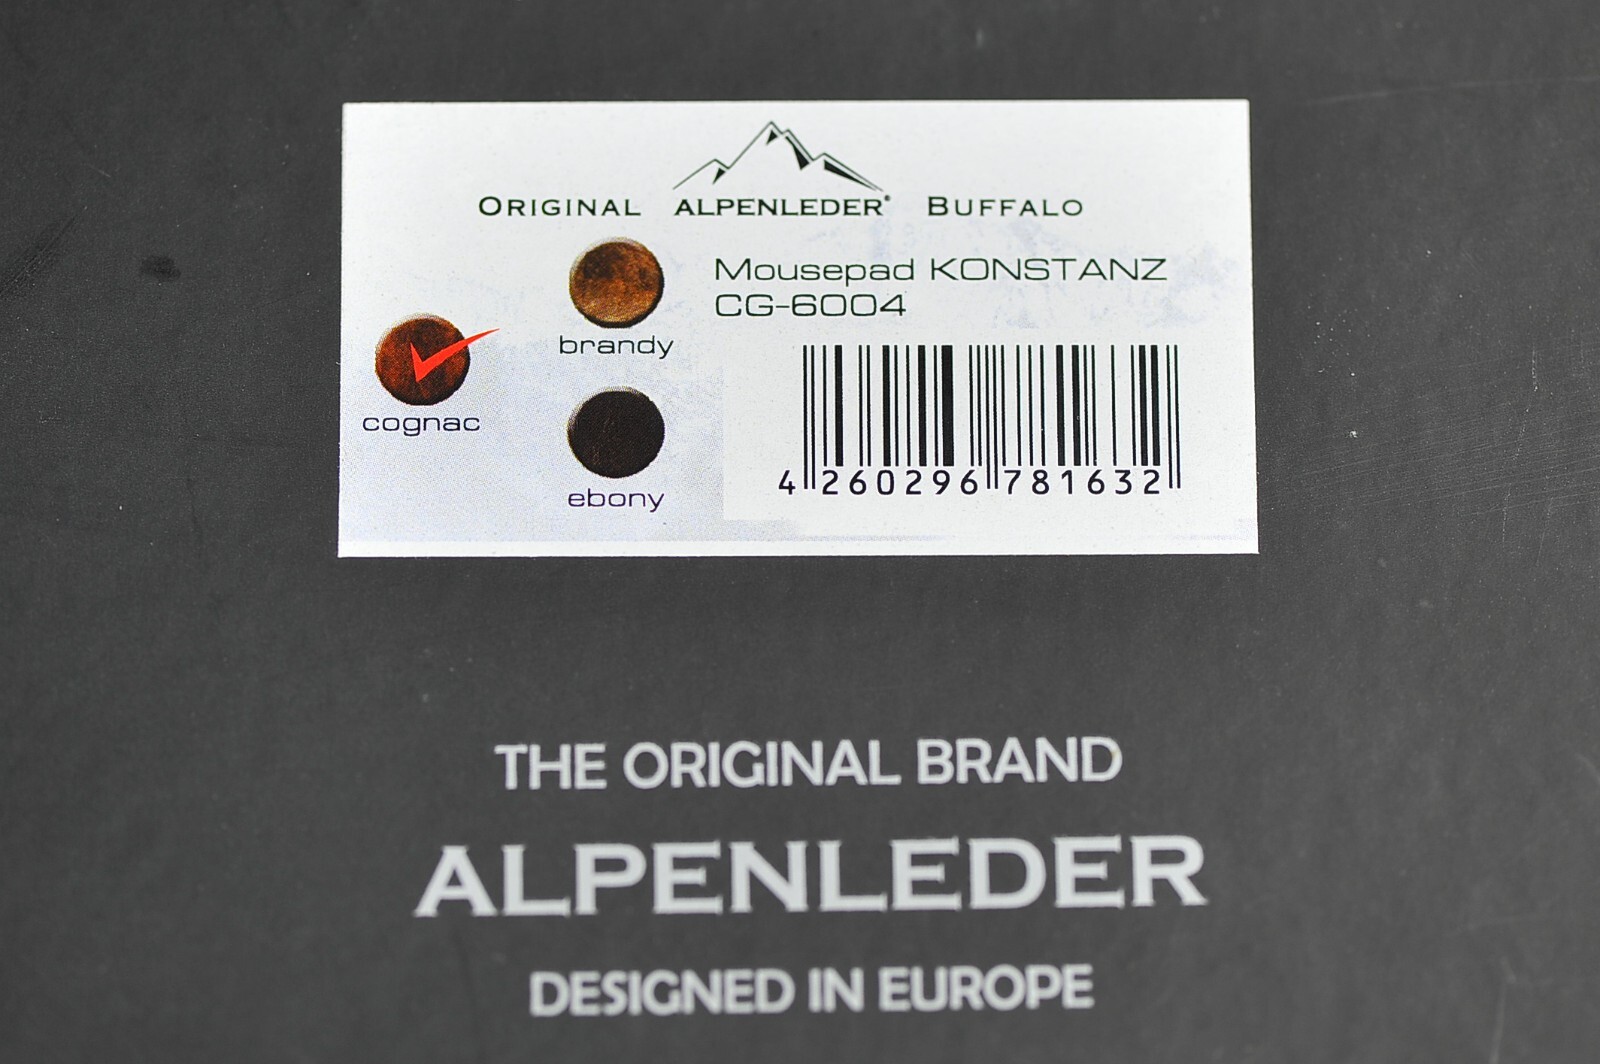 ORIGINAL ALPENLEDER® BUFFALO
Mousepad KONSTANZ
CG-6004
brandy
cognac
ebony
4 260296 781632
THE ORIGINAL BRAND
ALPENLEDER
DESIGNED IN EUROPE